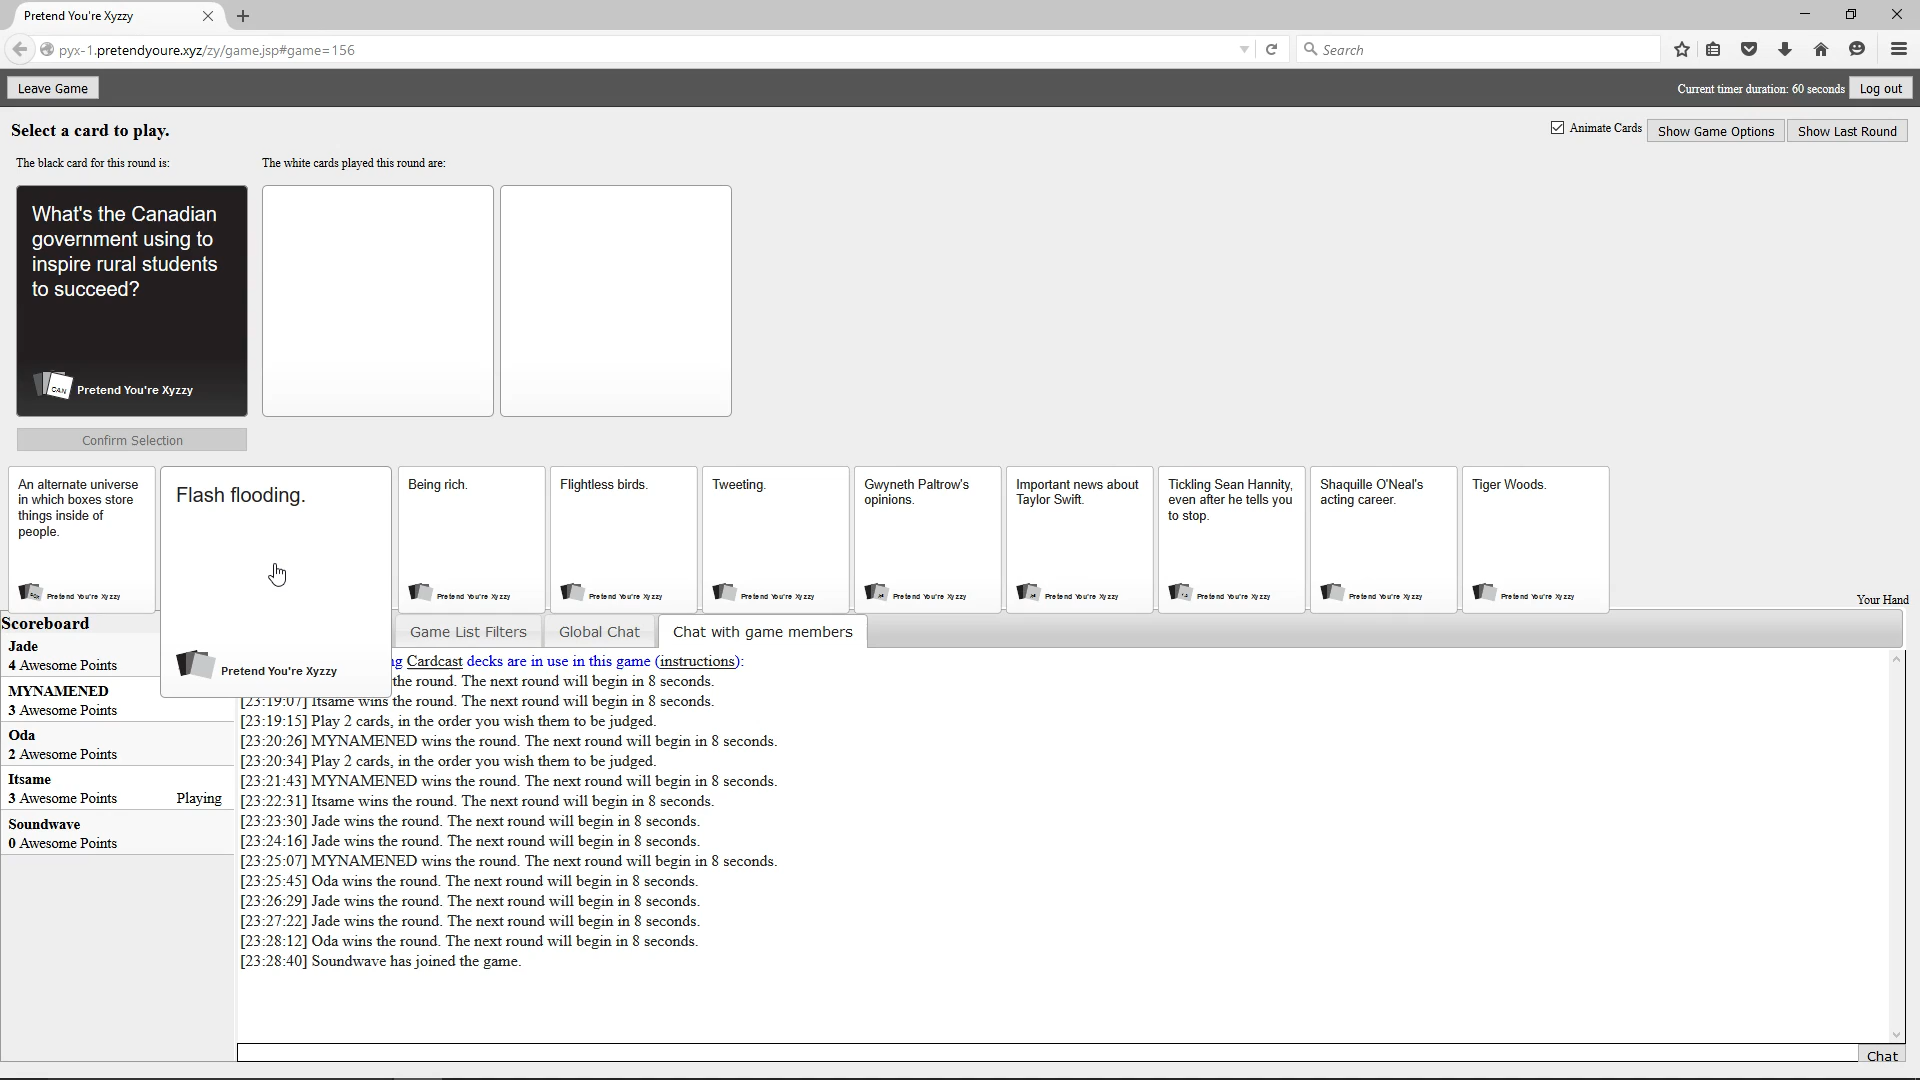 Pretend You're Xyzzy
pyx-1.pretendyoure.xyz/zy/game.jsp#game=156
Search
Leave Game
Current timer duration: 60 seconds
Log out
Select a card to play.
Animate Cards
Show Game Options
Show Last Round
The black card for this round is:
The white cards played this round are:
What's the Canadian
government using to
inspire rural students
to succeed?
CAN
Pretend You're Xyzzy
Confirm Selection
An alternate universe
in which boxes store
things inside of
people.
Pretend You're Xyzzy
Flash flooding.
Pretend You're Xyzzy
Being rich.
Pretend You're Xyzzy
Flightless birds.
Pretend You're Xyzzy
Tweeting.
Pretend You're Xyzzy
Gwyneth Paltrow's
opinions.
Pretend You're Xyzzy
Important news about
Taylor Swift.
Pretend You're Xyzzy
Tickling Sean Hannity,
even after he tells you
to stop.
Pretend You're Xyzzy
Shaquille O'Neal's
acting career.
Pretend You're Xyzzy
Tiger Woods.
Pretend You're Xyzzy
Your Hand
Scoreboard
Jade
4 Awesome Points
MYNAMENED
3 Awesome Points
Oda
2 Awesome Points
Itsame
3 Awesome Points
Playing
Soundwave
0 Awesome Points
Game List Filters
Global Chat
Chat with game members
ng Cardcast decks are in use in this game (instructions):
the round. The next round will begin in 8 seconds.
[23:19:07] Itsame wins the round. The next round will begin in 8 seconds.
[23:19:15] Play 2 cards, in the order you wish them to be judged.
[23:20:26] MYNAMENED wins the round. The next round will begin in 8 seconds.
[23:20:34] Play 2 cards, in the order you wish them to be judged.
[23:21:43] MYNAMENED wins the round. The next round will begin in 8 seconds.
[23:22:31] Itsame wins the round. The next round will begin in 8 seconds.
[23:23:30] Jade wins the round. The next round will begin in 8 seconds.
[23:24:16] Jade wins the round. The next round will begin in 8 seconds.
[23:25:07] MYNAMENED wins the round. The next round will begin in 8 seconds.
[23:25:45] Oda wins the round. The next round will begin in 8 seconds.
[23:26:29] Jade wins the round. The next round will begin in 8 seconds.
[23:27:22] Jade wins the round. The next round will begin in 8 seconds.
[23:28:12] Oda wins the round. The next round will begin in 8 seconds.
[23:28:40] Soundwave has joined the game.
Chat